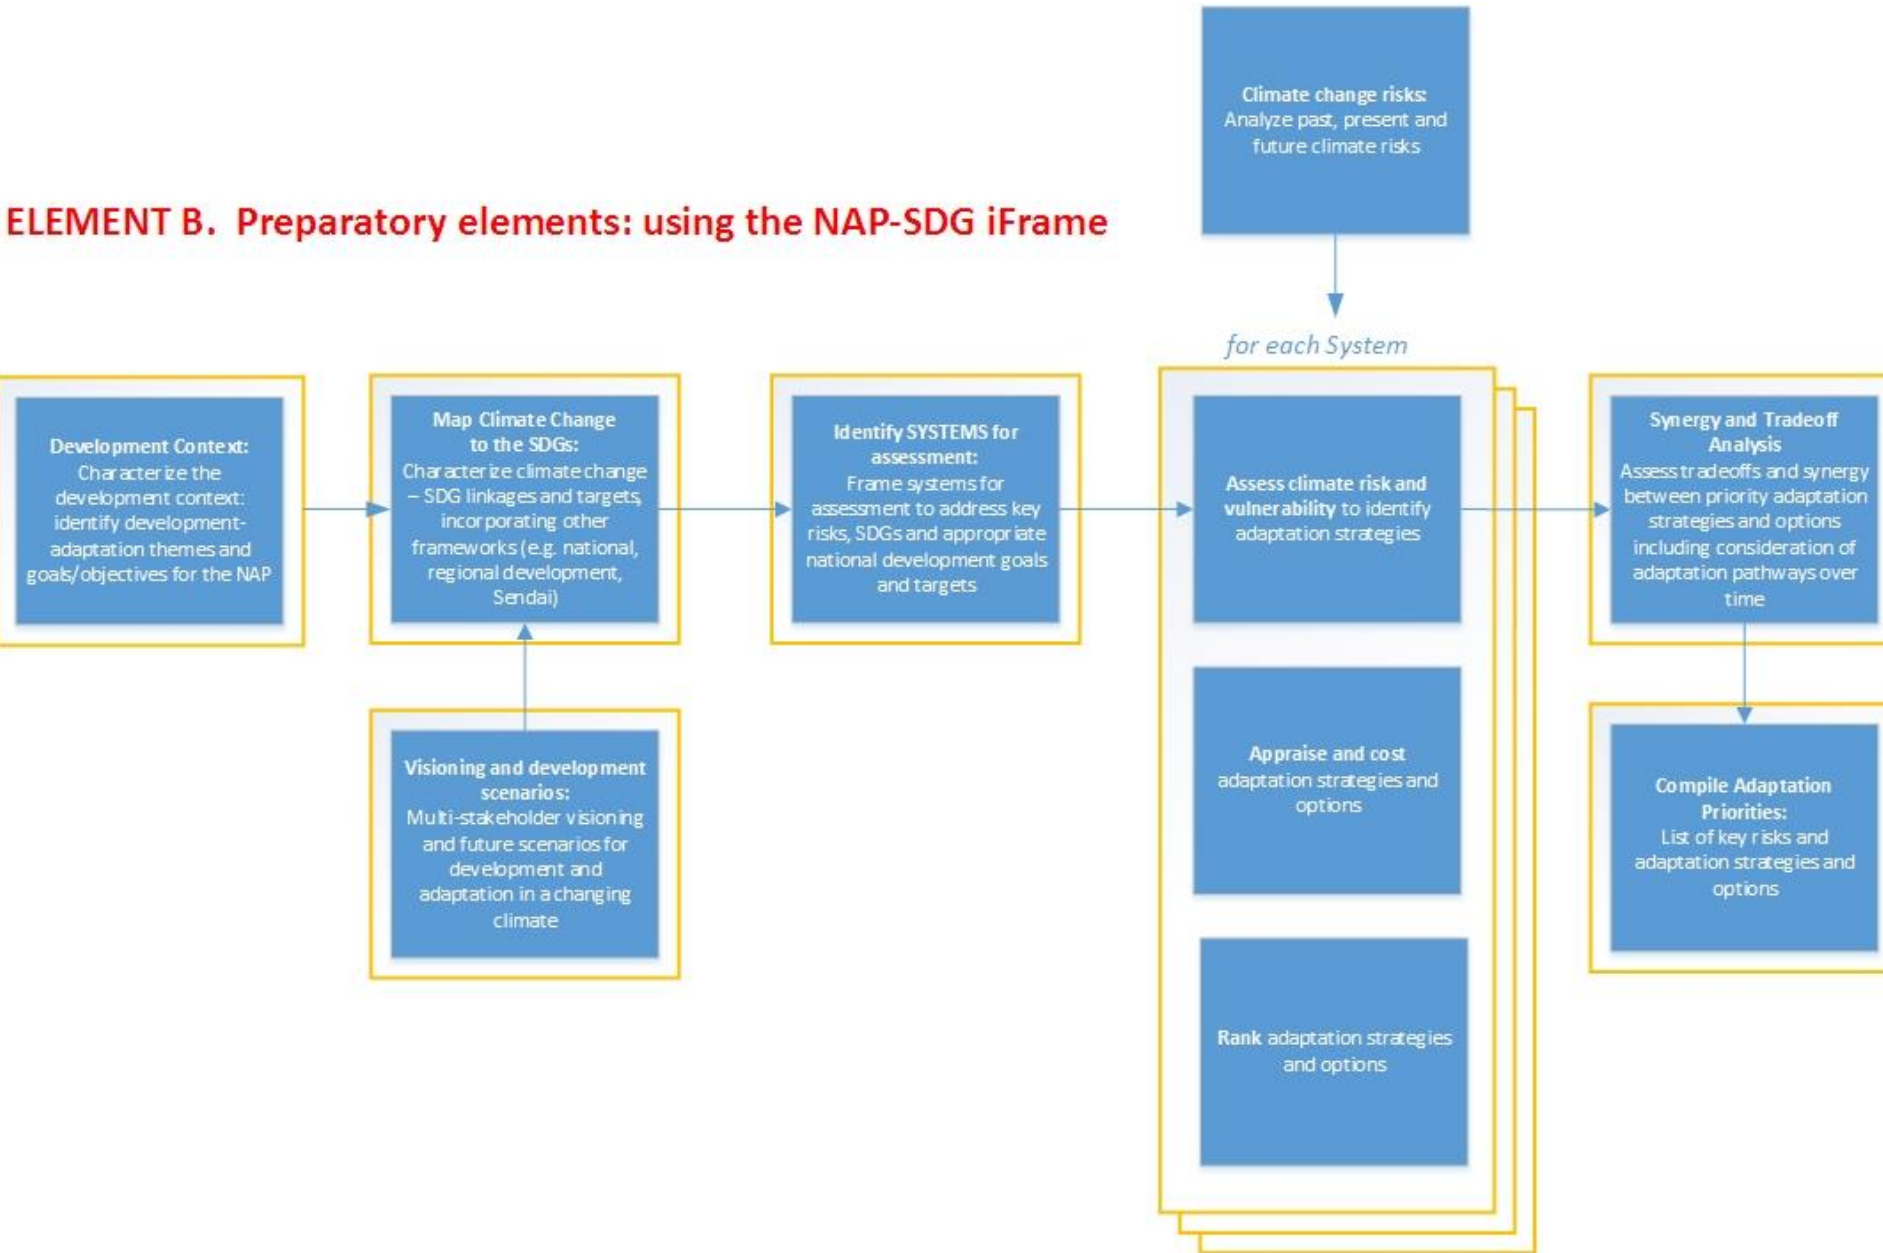 Climate change risks:
Analyze past, present and
future climate risks
ELEMENT B.  Preparatory elements: using the NAP-SDG iFrame
for each System
Development Context:
Characterize the
development context:
identify development-
adaptation themes and
goals/objectives for the NAP
Map Climate Change
to the SDGs:
Characterize climate change
– SDG linkages and targets,
incorporating other
frameworks (e.g. national,
regional development,
Sendai)
Identify SYSTEMS for
assessment:
Frame systems for
assessment to address key
risks, SDGs and appropriate
national development goals
and targets
Assess climate risk and
vulnerability to identify
adaptation strategies
Synergy and Tradeoff
Analysis
Assess tradeoffs and synergy
between priority adaptation
strategies and options
including consideration of
adaptation pathways over
time
Visioning and development
scenarios:
Multi-stakeholder visioning
and future scenarios for
development and
adaptation in a changing
climate
Appraise and cost
adaptation strategies and
options
Compile Adaptation
Priorities:
List of key risks and
adaptation strategies and
options
Rank adaptation strategies
and options